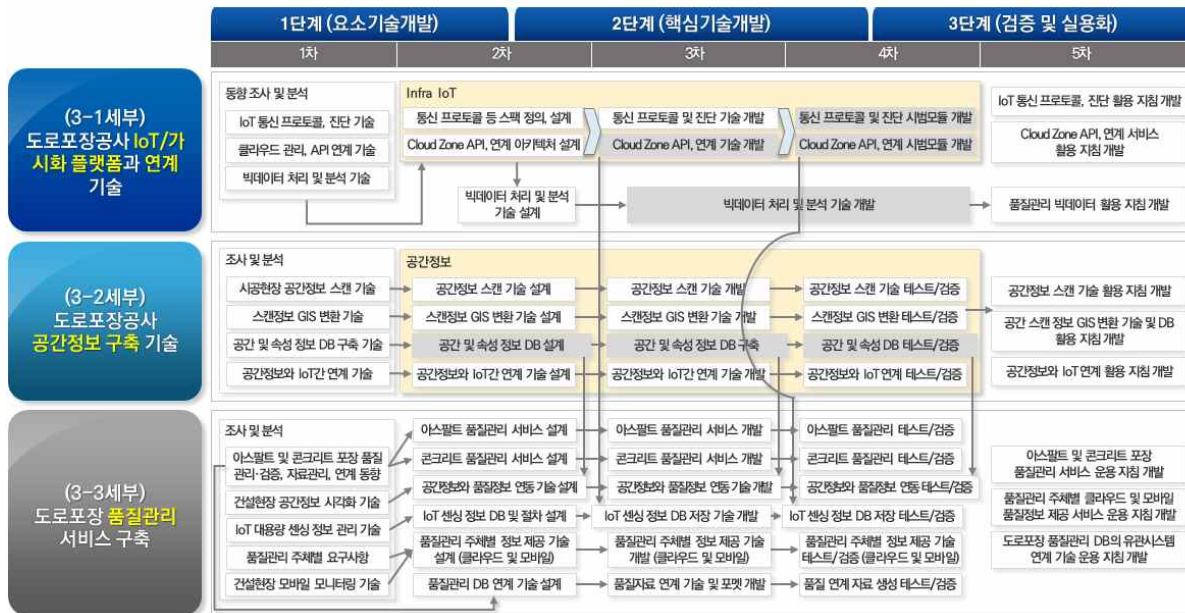 1단계 (요소기술개발)
2단계 (핵심기술개발)
3단계 (검증 및 실용화)
1차
2차
3차
4차
5차
(3-1세부)
도로포장공사 IoT/가
시화 플랫폼과 연계
기술
동향 조사 및 분석
IoT 통신 프로토콜, 진단 기술
클라우드 관리, API 연계 기술
빅데이터 처리 및 분석 기술
Infra IoT
통신 프로토콜 등 스팩 정의, 설계
Cloud Zone API, 연계 아키텍처 설계
빅데이터 처리 및 분석
기술 설계
통신 프로토콜 및 진단 기술 개발
Cloud Zone API, 연계 기술 개발
빅데이터 처리 및 분석 기술 개발
통신 프로토콜 및 진단 시범모듈 개발
Cloud Zone API, 연계 시범모듈 개발
IoT 통신 프로토콜, 진단 활용 지침 개발
Cloud Zone API, 연계 서비스
활용 지침 개발
품질관리 빅데이터 활용 지침 개발
(3-2세부)
도로포장공사
공간정보 구축 기술
조사 및 분석
시공현장 공간정보 스캔 기술
스캔정보 GIS 변환 기술
공간 및 속성 정보 DB 구축 기술
공간정보와 IoT간 연계 기술
공간정보
공간정보 스캔 기술 설계
스캔정보 GIS 변환 기술 설계
공간 및 속성 정보 DB 설계
공간정보와 IoT간 연계 기술 설계
공간정보 스캔 기술 개발
스캔정보 GIS 변환 기술 개발
공간 및 속성 정보 DB 구축
공간정보와 IoT간 연계 기술 개발
공간정보 스캔 기술 테스트/검증
스캔정보 GIS 변환 테스트/검증
공간 및 속성 DB 테스트/검증
공간정보와 IoT 연계 테스트/검증
공간정보 스캔 기술 활용 지침 개발
공간 스캔 정보 GIS 변환 기술 및 DB
활용 지침 개발
공간정보와 IoT 연계 활용 지침 개발
(3-3세부)
도로포장 품질관리
서비스 구축
조사 및 분석
아스팔트 및 콘크리트 포장 품질
관리·검증, 자료관리, 연계 동향
건설현장 공간정보 시각화 기술
IoT 대용량 센싱 정보 관리 기술
품질관리 주체별 요구사항
건설현장 모바일 모니터링 기술
아스팔트 품질관리 서비스 설계
콘크리트 품질관리 서비스 설계
공간정보와 품질정보 연동 기술 설계
IoT 센싱 정보 DB 및 절차 설계
품질관리 주체별 정보 제공 기술
설계 (클라우드 및 모바일)
품질관리 DB 연계 기술 설계
아스팔트 품질관리 서비스 개발
콘크리트 품질관리 서비스 개발
공간정보와 품질정보 연동 기술 개발
IoT 센싱 정보 DB 저장 기술 개발
품질관리 주체별 정보 제공 기술
개발 (클라우드 및 모바일)
품질자료 연계 기술 및 포멧 개발
아스팔트 품질관리 테스트/검증
콘크리트 품질관리 테스트/검증
공간정보와 품질정보 연동 테스트/검증
IoT 센싱 정보 DB 저장 테스트/검증
품질관리 주체별 정보 제공 기술
테스트/검증 (클라우드 및 모바일)
품질 연계 자료 생성 테스트/검증
아스팔트 및 콘크리트 포장
품질관리 서비스 운용 지침 개발
품질관리 주체별 클라우드 및 모바일
품질정보 제공 서비스 운용 지침 개발
도로포장 품질관리 DB의 유관시스템
연계 기술 운용 지침 개발